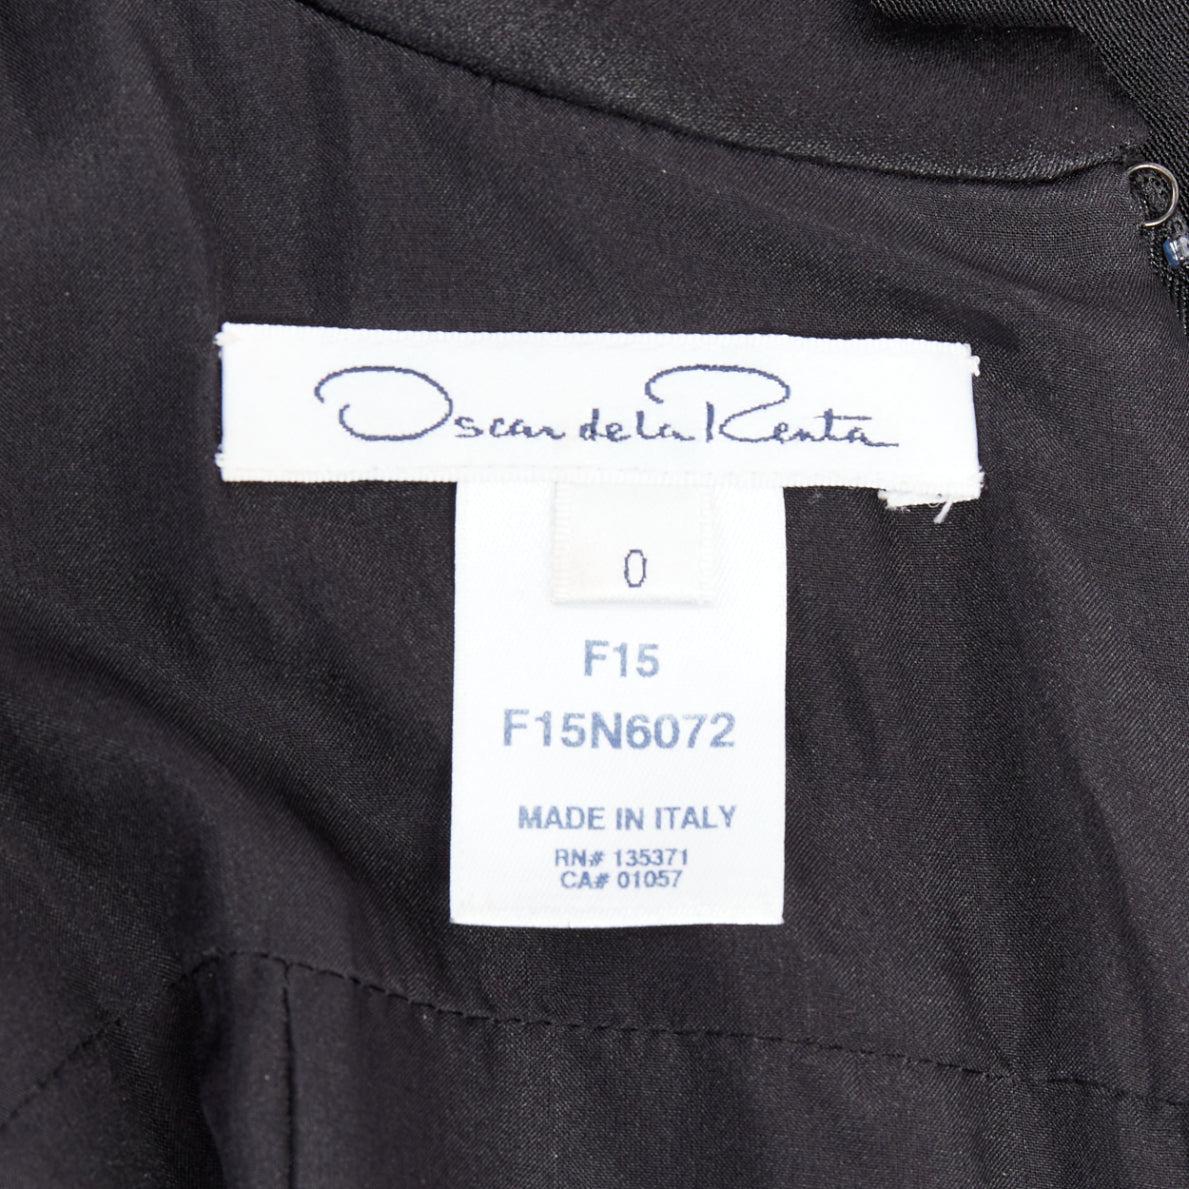 Oscar de la Renta
0
F15
F15N6072
MADE IN ITALY
RN# 135371
CA# 01057